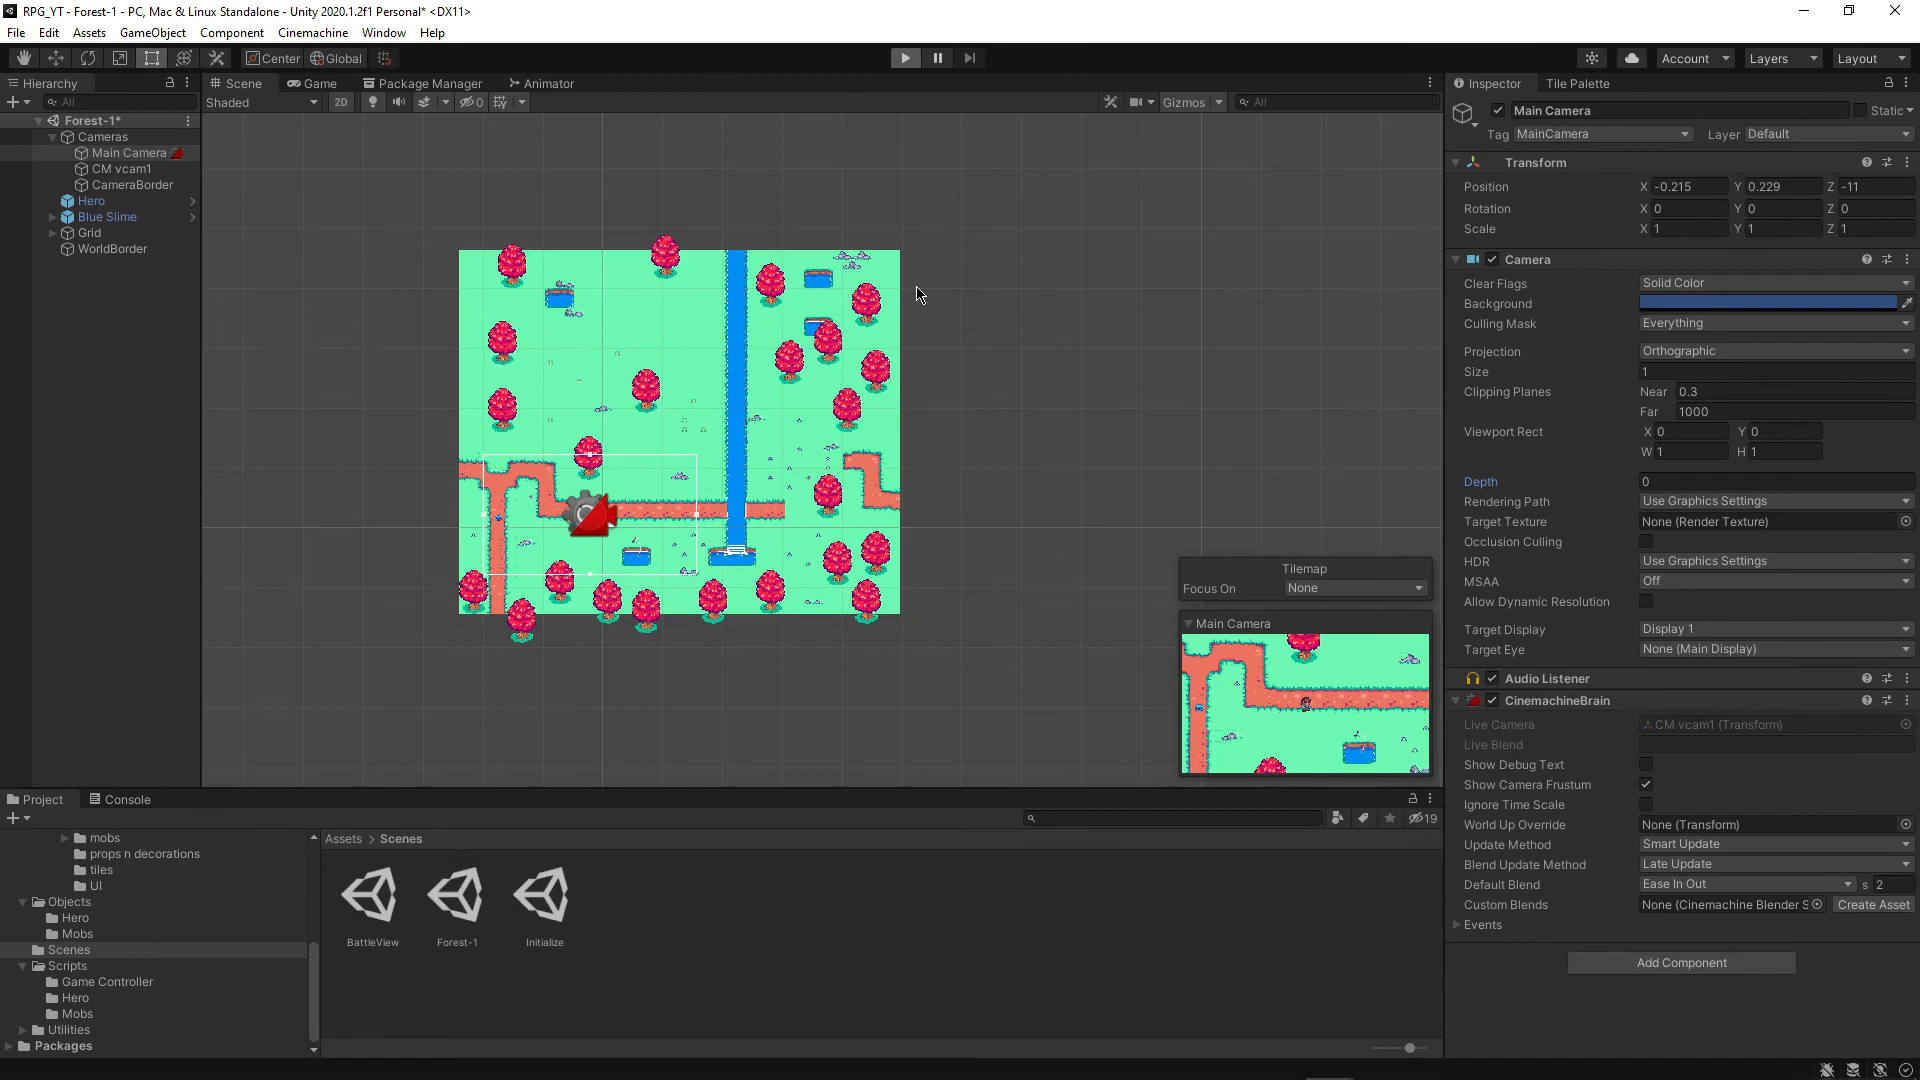 RPG_YT - Forest-1 - PC, Mac & Linux Standalone - Unity 2020.1.2f1 Personal* <DX11>
File Edit Assets GameObject Component Cinemachine Window Help
Center Global Account Layers Layout
Hierarchy
All
Forest-1*
Cameras
Main Camera
CM vcam1
CameraBorder
Hero
Blue Slime
Grid
WorldBorder
Scene Game Package Manager Animator
Shaded 2D 0 Gizmos All
Tilemap
Focus On None
Main Camera
Inspector Tile Palette
Main Camera Static
Tag MainCamera Layer Default
Transform
Position X -0.215 Y 0.229 Z -11
Rotation X 0 Y 0 Z 0
Scale X 1 Y 1 Z 1
Camera
Clear Flags Solid Color
Background
Culling Mask Everything
Projection Orthographic
Size 1
Clipping Planes Near 0.3
Far 1000
Viewport Rect X 0 Y 0
W 1 H 1
Depth 0
Rendering Path Use Graphics Settings
Target Texture None (Render Texture)
Occlusion Culling
HDR Use Graphics Settings
MSAA Off
Allow Dynamic Resolution
Target Display Display 1
Target Eye None (Main Display)
Audio Listener
CinemachineBrain
Live Camera CM vcam1 (Transform)
Live Blend
Show Debug Text
Show Camera Frustum
Ignore Time Scale
World Up Override None (Transform)
Update Method Smart Update
Blend Update Method Late Update
Default Blend Ease In Out s 2
Custom Blends None (Cinemachine Blender S Create Asset
Events
Add Component
Project Console
19
mobs
props n decorations
tiles
UI
Objects
Hero
Mobs
Scenes
Scripts
Game Controller
Hero
Mobs
Utilities
Packages
Assets > Scenes
BattleView Forest-1 Initialize